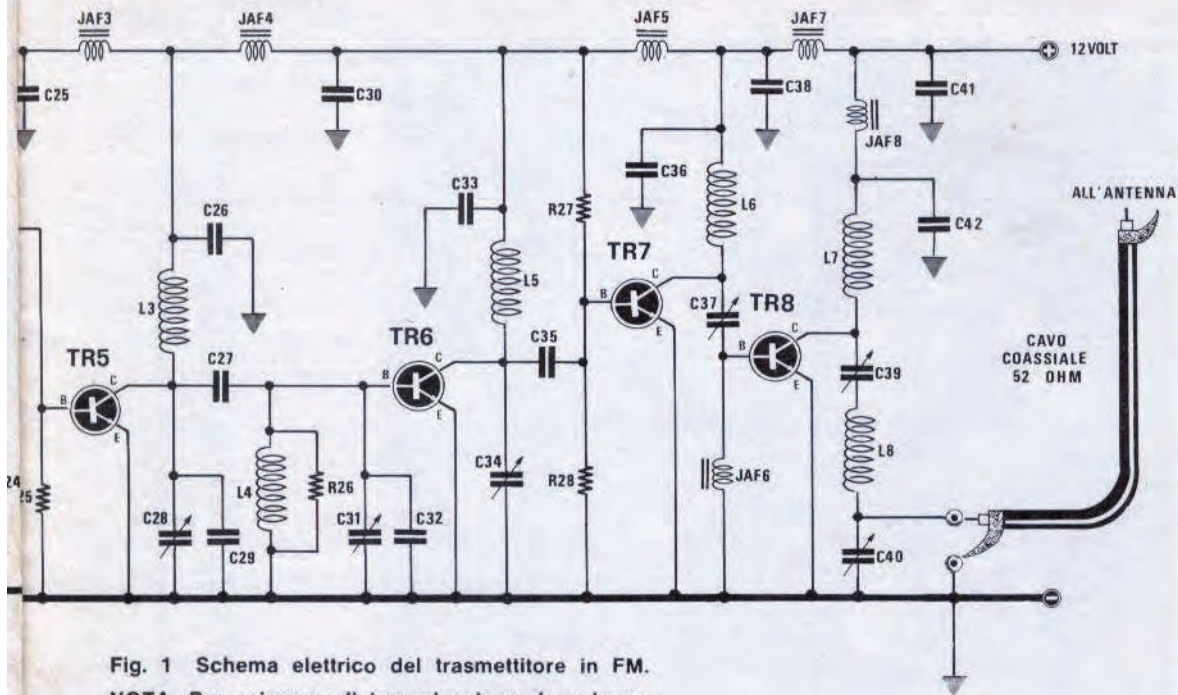 JAF3
JAF4
JAF5
JAF7
12VOLT
C25
C30
C38
C41
JAF8
C36
C33
C26
R27
L6
C42
ALL'ANTENNA
L7
L3
L5
TR7
C37
TR8
B
C
E
TR5
C27
TR6
C35
B
C
E
C39
CAVO
COASSIALE
52 OHM
B
C
E
B
C
E
L8
L4
R26
C34
R28
JAF6
C28
C29
C31
C32
C40
Fig. 1 Schema elettrico del trasmettitore in FM.